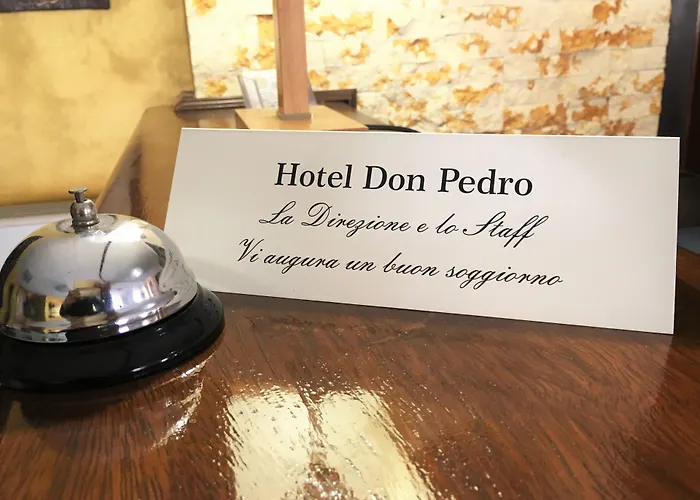 Hotel Don Pedro
La Direzione e lo Staff
Vi augura un buon soggiorno